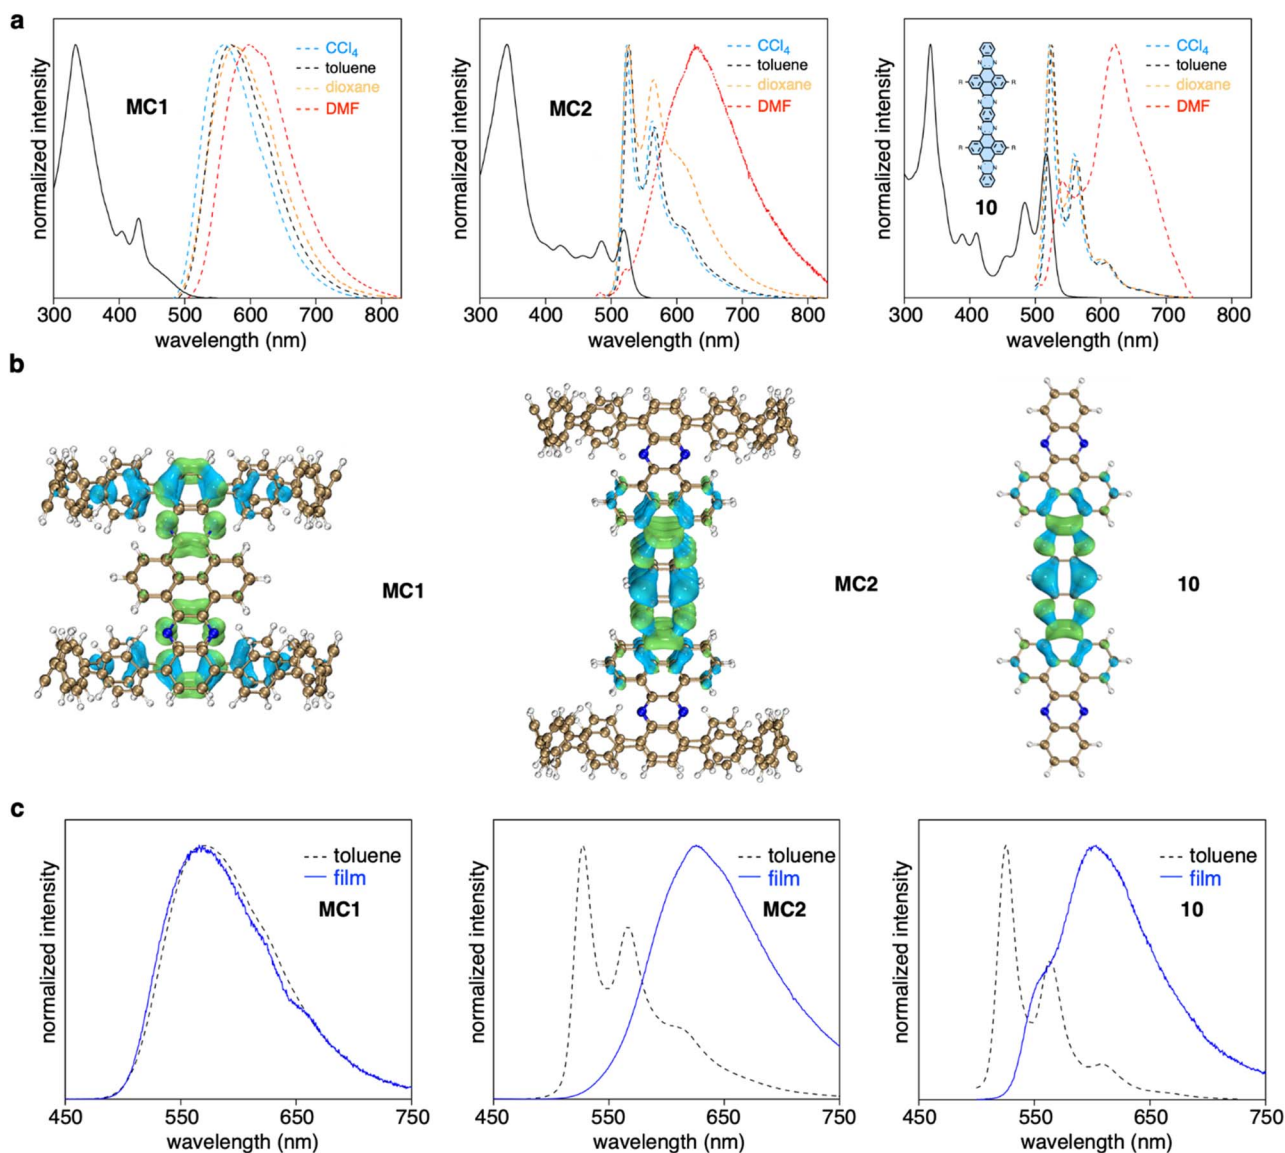 a
normalized intensity
MC1
CCl4
toluene
dioxane
DMF
300 400 500 600 700 800
wavelength (nm)
normalized intensity
MC2
CCl4
toluene
dioxane
DMF
300 400 500 600 700 800
wavelength (nm)
normalized intensity
N N
R R
N N
N N
R R
N N
10
CCl4
toluene
dioxane
DMF
300 400 500 600 700 800
wavelength (nm)
b
MC1
MC2
10
c
normalized intensity
toluene
film
MC1
450 550 650 750
wavelength (nm)
normalized intensity
toluene
film
MC2
450 550 650 750
wavelength (nm)
normalized intensity
toluene
film
10
450 550 650 750
wavelength (nm)